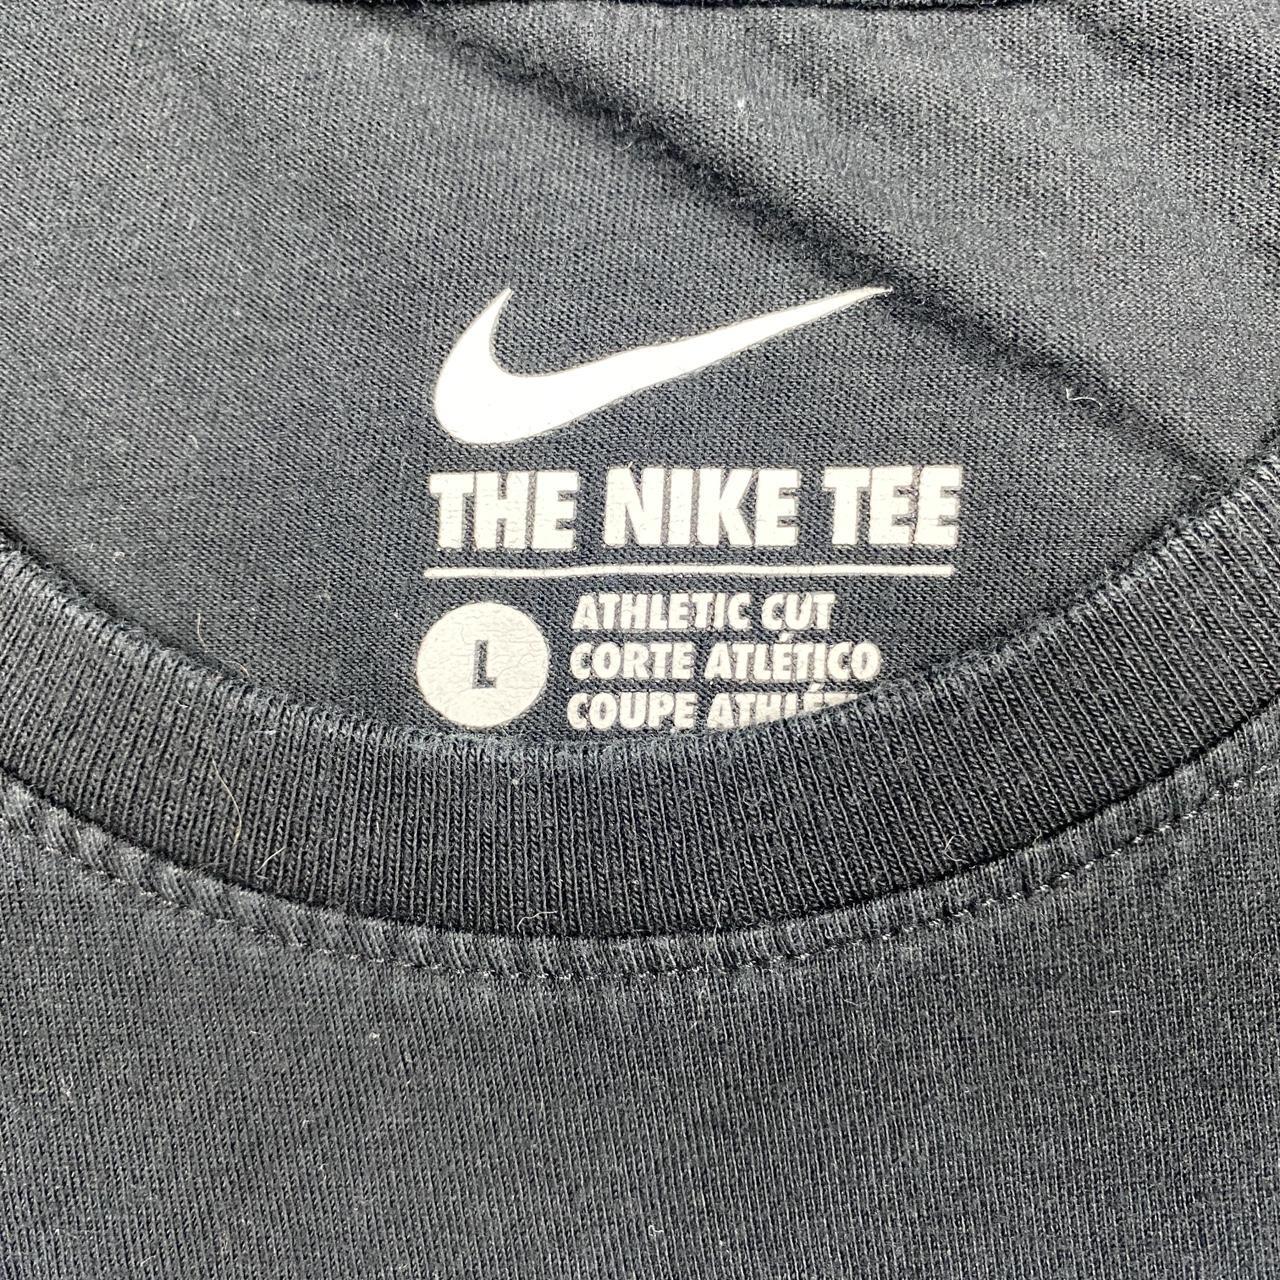 THE NIKE TEE
L
ATHLETIC CUT
CORTE ATLÉTICO
COUPE